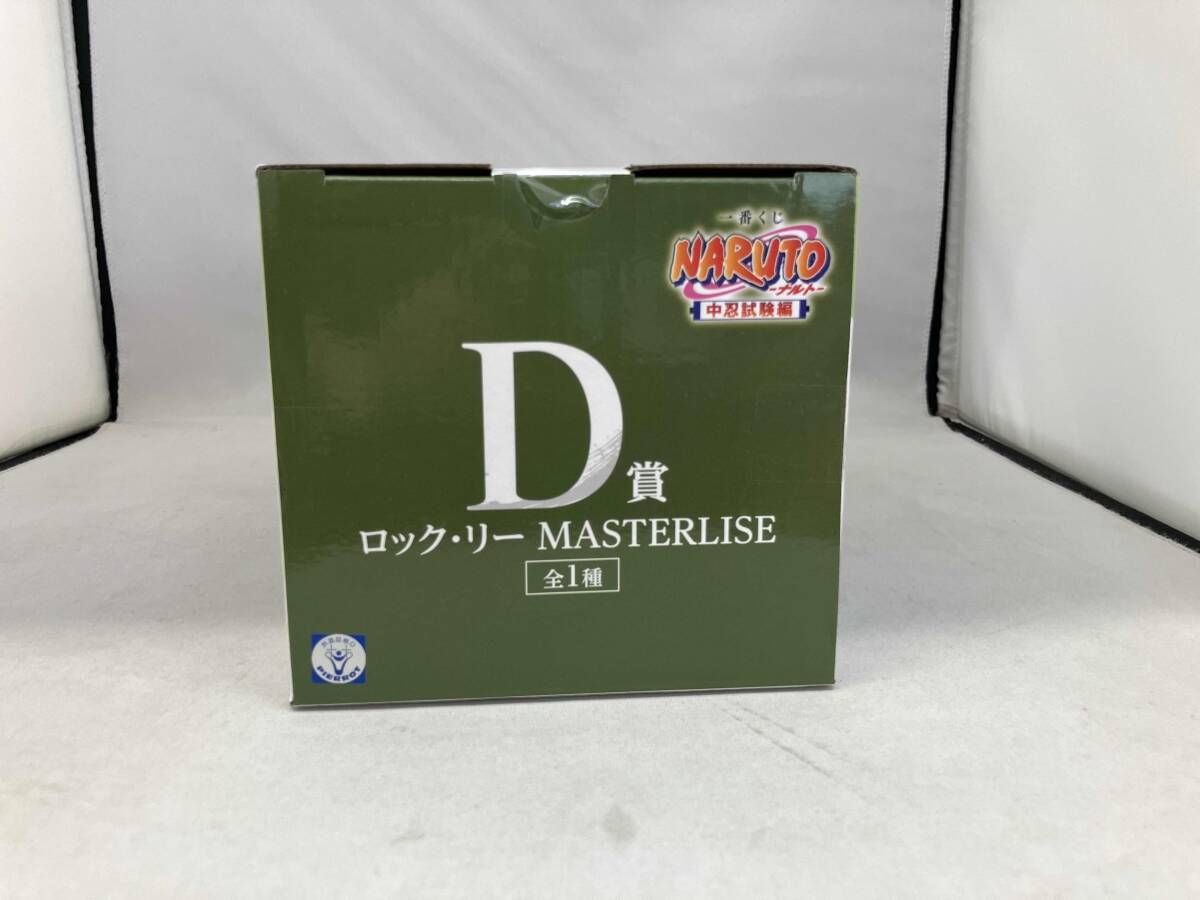 一番くじ
NARUTO
-ナルト-
中忍試験編
D賞
ロック・リー MASTERLISE
全1種
PIERROT